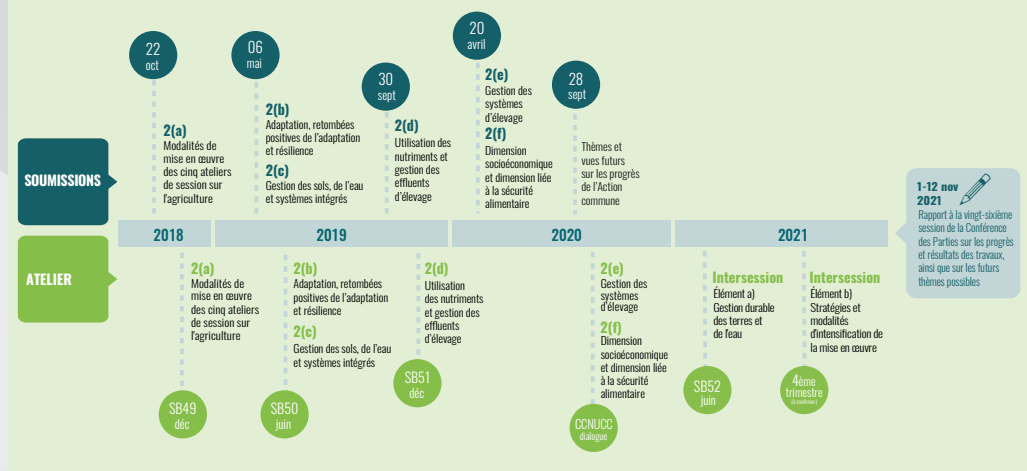 22
oct
06
mai
30
sept
20
avril
28
sept
SOUMISSIONS
2(a)
Modalités de
mise en œuvre
des cinq ateliers
de session sur
l'agriculture
2(b)
Adaptation, retombées
positives de l'adaptation
et résilience
2(c)
Gestion des sols, de l'eau
et systèmes intégrés
2(d)
Utilisation des
nutriments et
gestion des
effluents
d'élevage
2(e)
Gestion des
systèmes
d'élevage
2(f)
Dimension
socioéconomique
et dimension liée
à la sécurité
alimentaire
Thèmes et
vues futurs
sur les progrès
de l'Action
commune
2018
2019
2020
2021
1-12 nov
2021
Rapport à la vingt-sixième
session de la Conférence
des Parties sur les progrès
et résultats des travaux,
ainsi que sur les futurs
thèmes possibles
ATELIER
2(a)
Modalités de
mise en œuvre
des cinq ateliers
de session sur
l'agriculture
SB49
déc
2(b)
Adaptation, retombées
positives de l'adaptation
et résilience
2(c)
Gestion des sols, de l'eau
et systèmes intégrés
SB50
juin
2(d)
Utilisation
des nutriments
et gestion des
effluents
d'élevage
SB51
déc
2(e)
Gestion des
systèmes
d'élevage
2(f)
Dimension
socioéconomique
et dimension liée
à la sécurité
alimentaire
CCNUCC
dialogue
Intersession
Élément a)
Gestion durable
des terres et
de l'eau
SB52
juin
Intersession
Élément b)
Stratégies et
modalités
d'intensification de
la mise en œuvre
4ème
trimestre